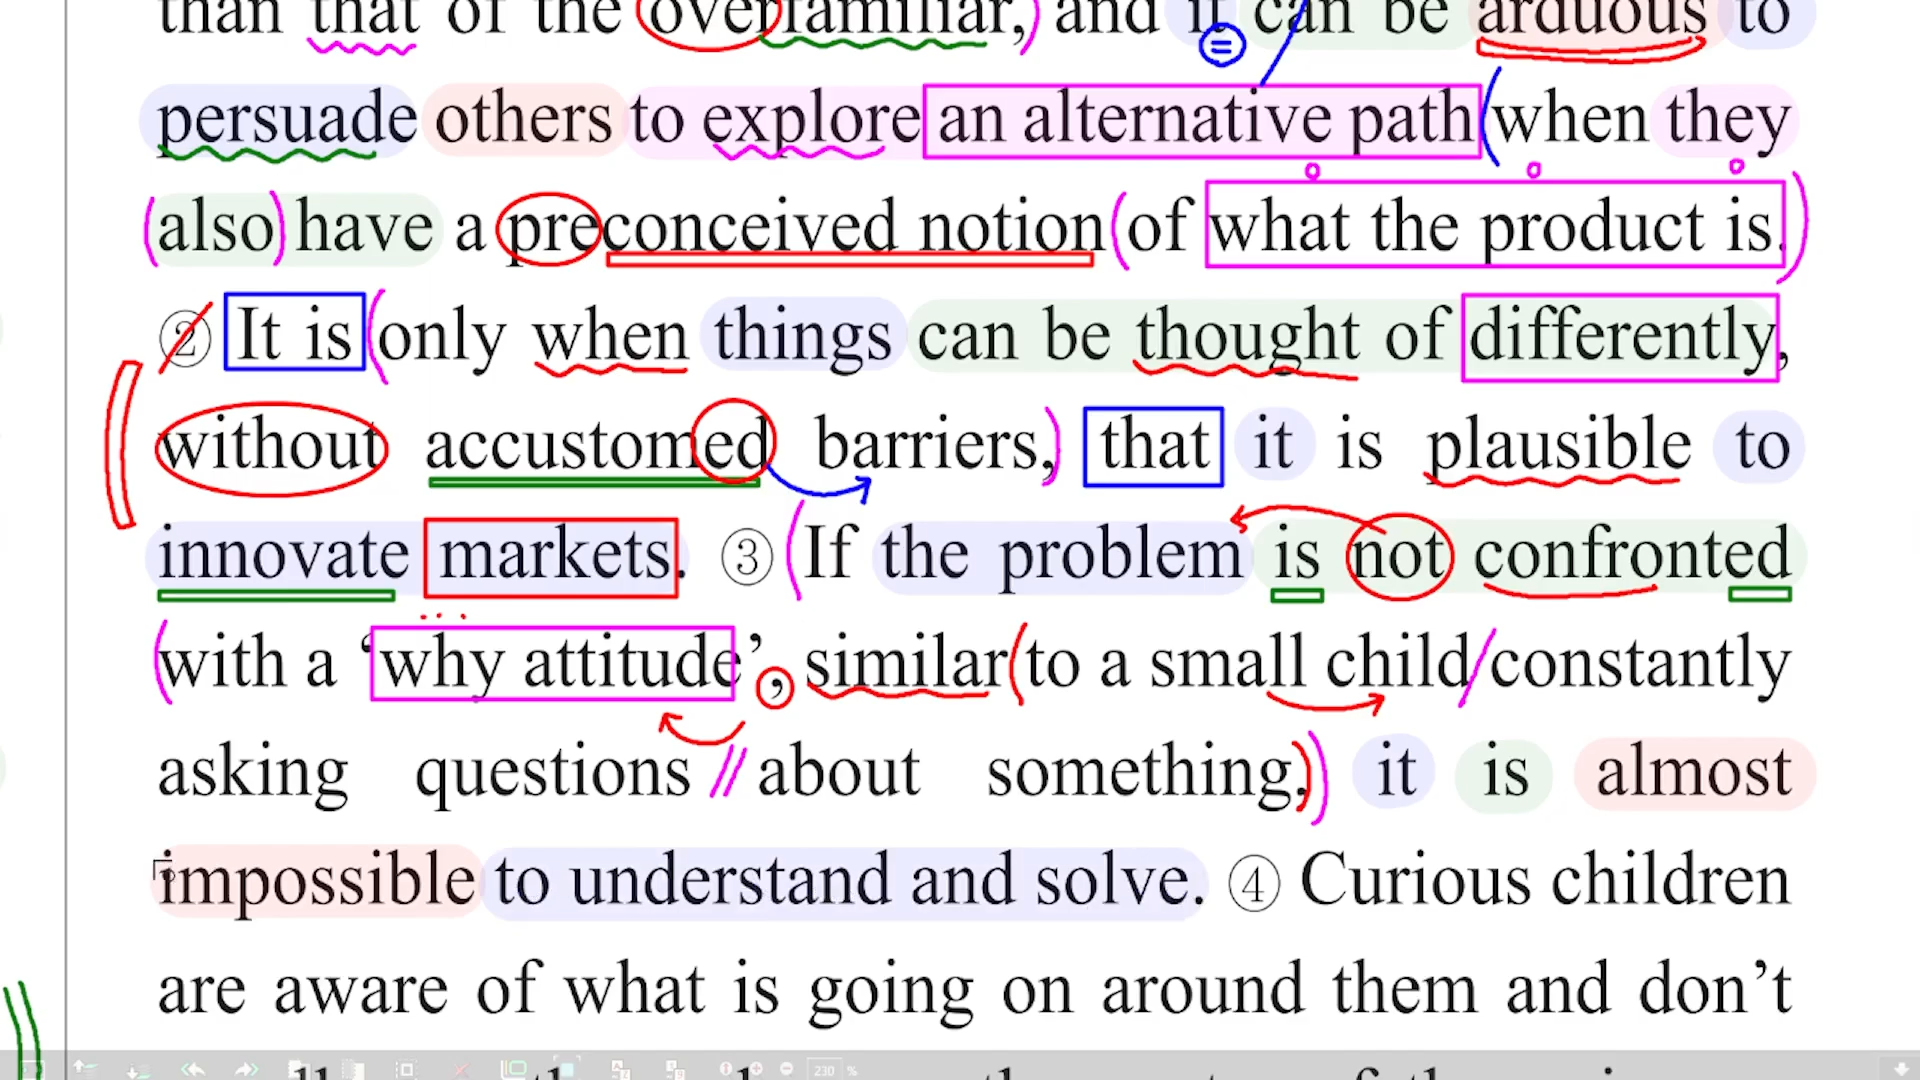 than that of the overfamiliar, and it can be arduous to
persuade others to explore an alternative path when they
also have a preconceived notion of what the product is.
② It is only when things can be thought of differently,
without accustomed barriers, that it is plausible to
innovate markets. ③ If the problem is not confronted
with a ‘why attitude’, similar to a small child constantly
asking questions about something, it is almost
impossible to understand and solve. ④ Curious children
are aware of what is going on around them and don’t
230 %